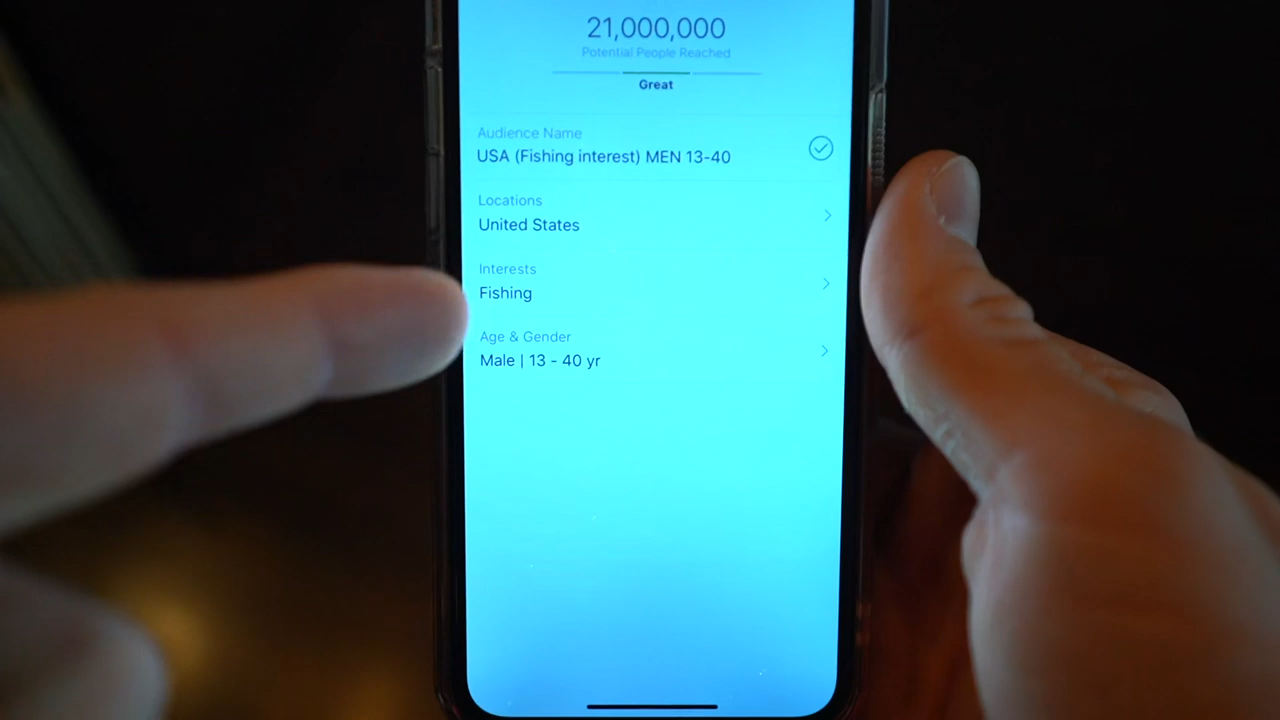 21,000,000
Potential People Reached
Great
Audience Name
USA (Fishing interest) MEN 13-40
Locations
United States
Interests
Fishing
Age & Gender
Male | 13 - 40 yr